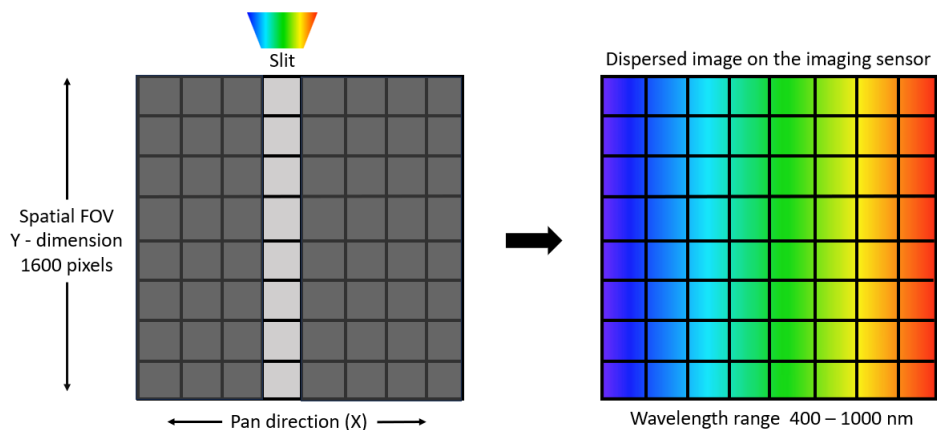 Slit
Spatial FOV
Y - dimension
1600 pixels
Pan direction (X)
Dispersed image on the imaging sensor
Wavelength range  400 – 1000 nm